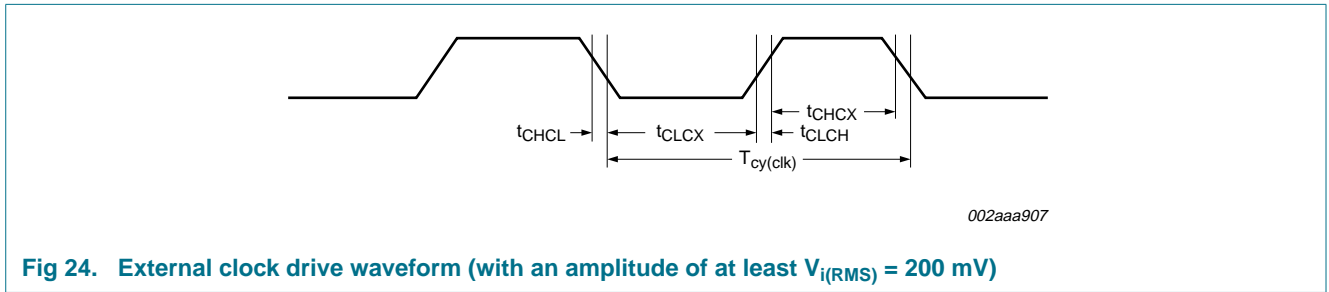 tCHCX
tCHCL
tCLCX
tCLCH
Tcy(clk)
002aaa907
Fig 24. External clock drive waveform (with an amplitude of at least Vi(RMS) = 200 mV)